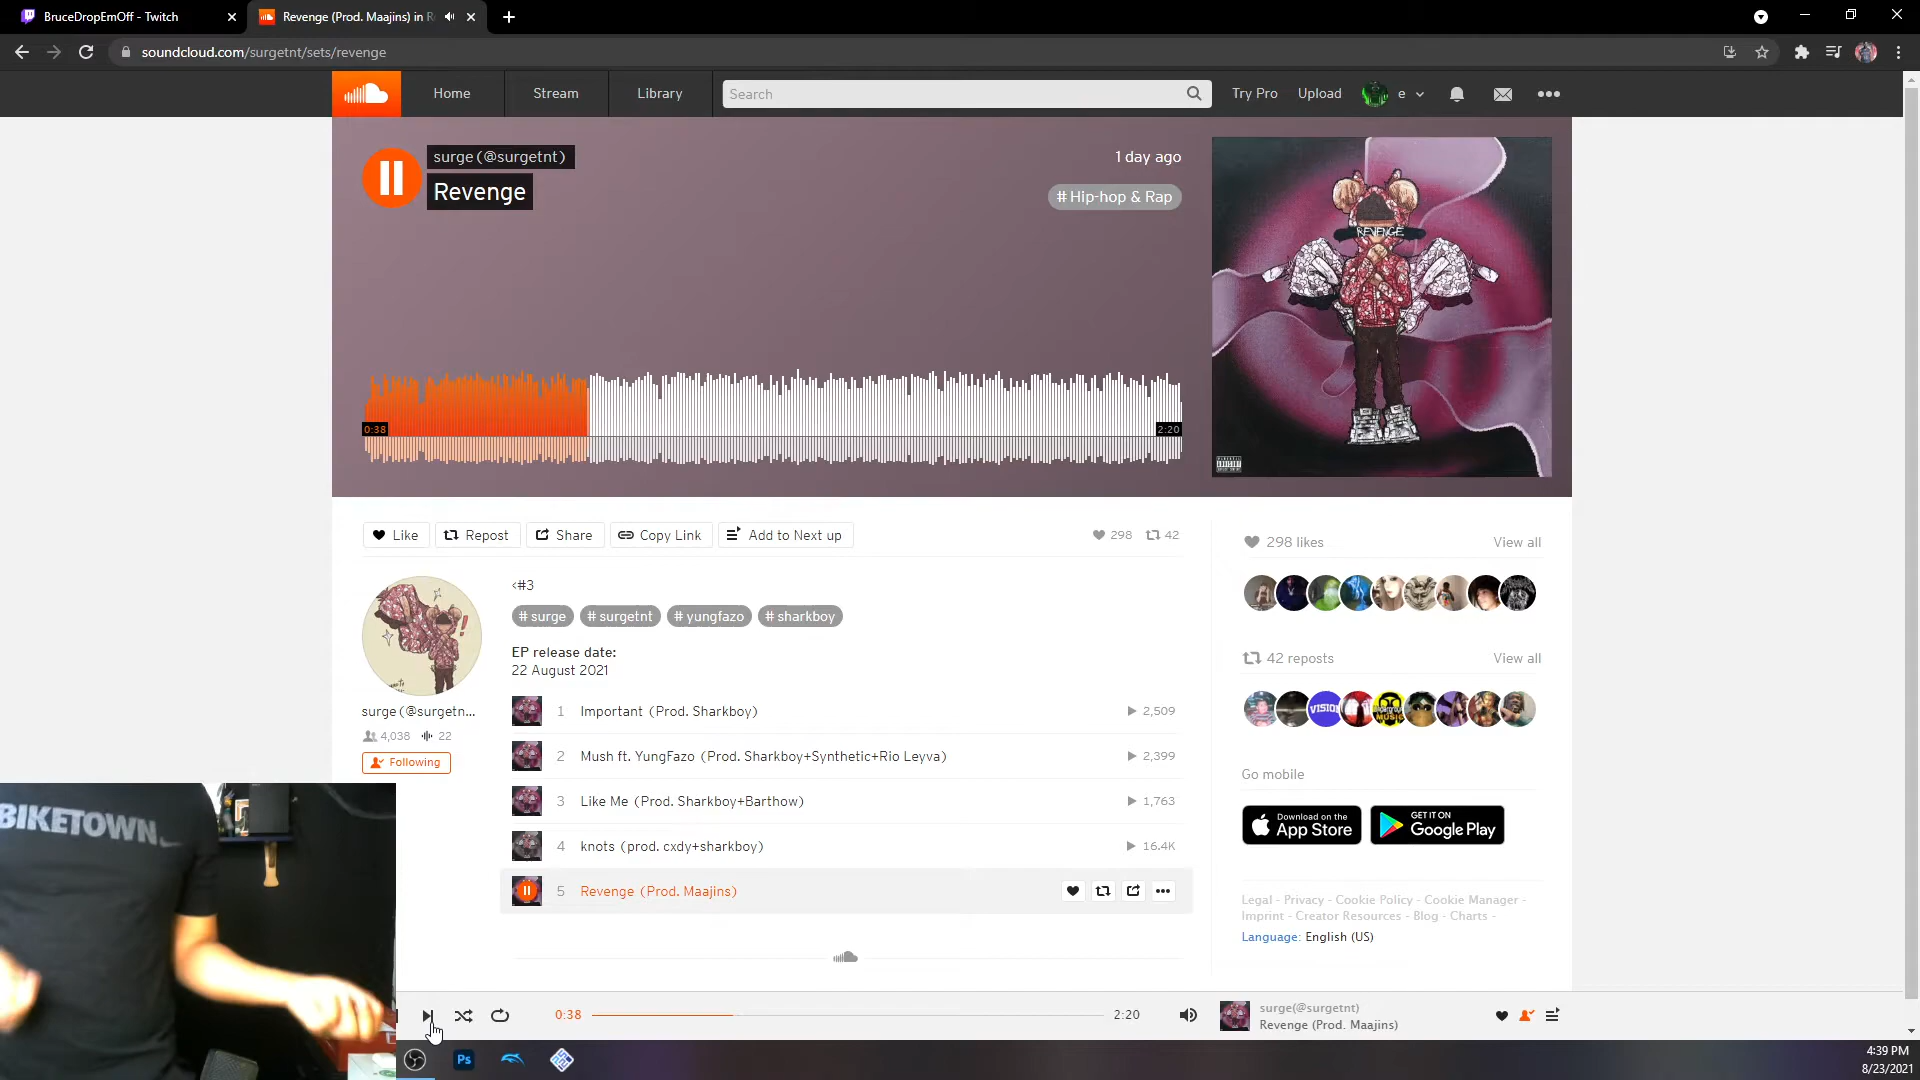 BruceDropEmOff - Twitch
Revenge (Prod. Maajins) in R
soundcloud.com/surgetnt/sets/revenge
Home
Stream
Library
Search
Try Pro
Upload
e
surge (@surgetnt)
Revenge
1 day ago
# Hip-hop & Rap
REVENGE
0:38
2:20
Like
Repost
Share
Copy Link
Add to Next up
298
42
<#3
# surge
# surgetnt
# yungfazo
# sharkboy
EP release date:
22 August 2021
surge (@surgetn...
4,038
22
Following
1 Important (Prod. Sharkboy) 2,509
2 Mush ft. YungFazo (Prod. Sharkboy+Synthetic+Rio Leyva) 2,399
3 Like Me (Prod. Sharkboy+Barthow) 1,763
4 knots (prod. cxdy+sharkboy) 16.4K
5 Revenge (Prod. Maajins)
298 likes
View all
42 reposts
View all
VISION
MUSIC
Go mobile
Download on the
App Store
GET IT ON
Google Play
Legal - Privacy - Cookie Policy - Cookie Manager -
Imprint - Creator Resources - Blog - Charts -
Language: English (US)
BIKETOWN
0:38
2:20
surge(@surgetnt)
Revenge (Prod. Maajins)
Ps
4:39 PM
8/23/2021